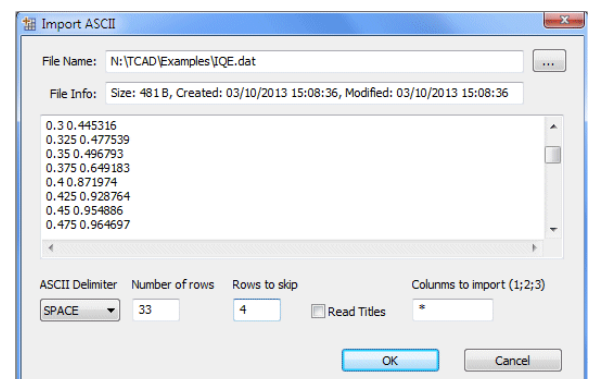 Import ASCII
File Name: N:\TCAD\Examples\IQE.dat ...
File Info: Size: 481 B, Created: 03/10/2013 15:08:36, Modified: 03/10/2013 15:08:36
0.3 0.445316
0.325 0.477539
0.35 0.496793
0.375 0.649183
0.4 0.871974
0.425 0.928764
0.45 0.954886
0.475 0.964697
ASCII Delimiter Number of rows Rows to skip Colunms to import (1;2;3)
SPACE 33 4 Read Titles *
OK Cancel